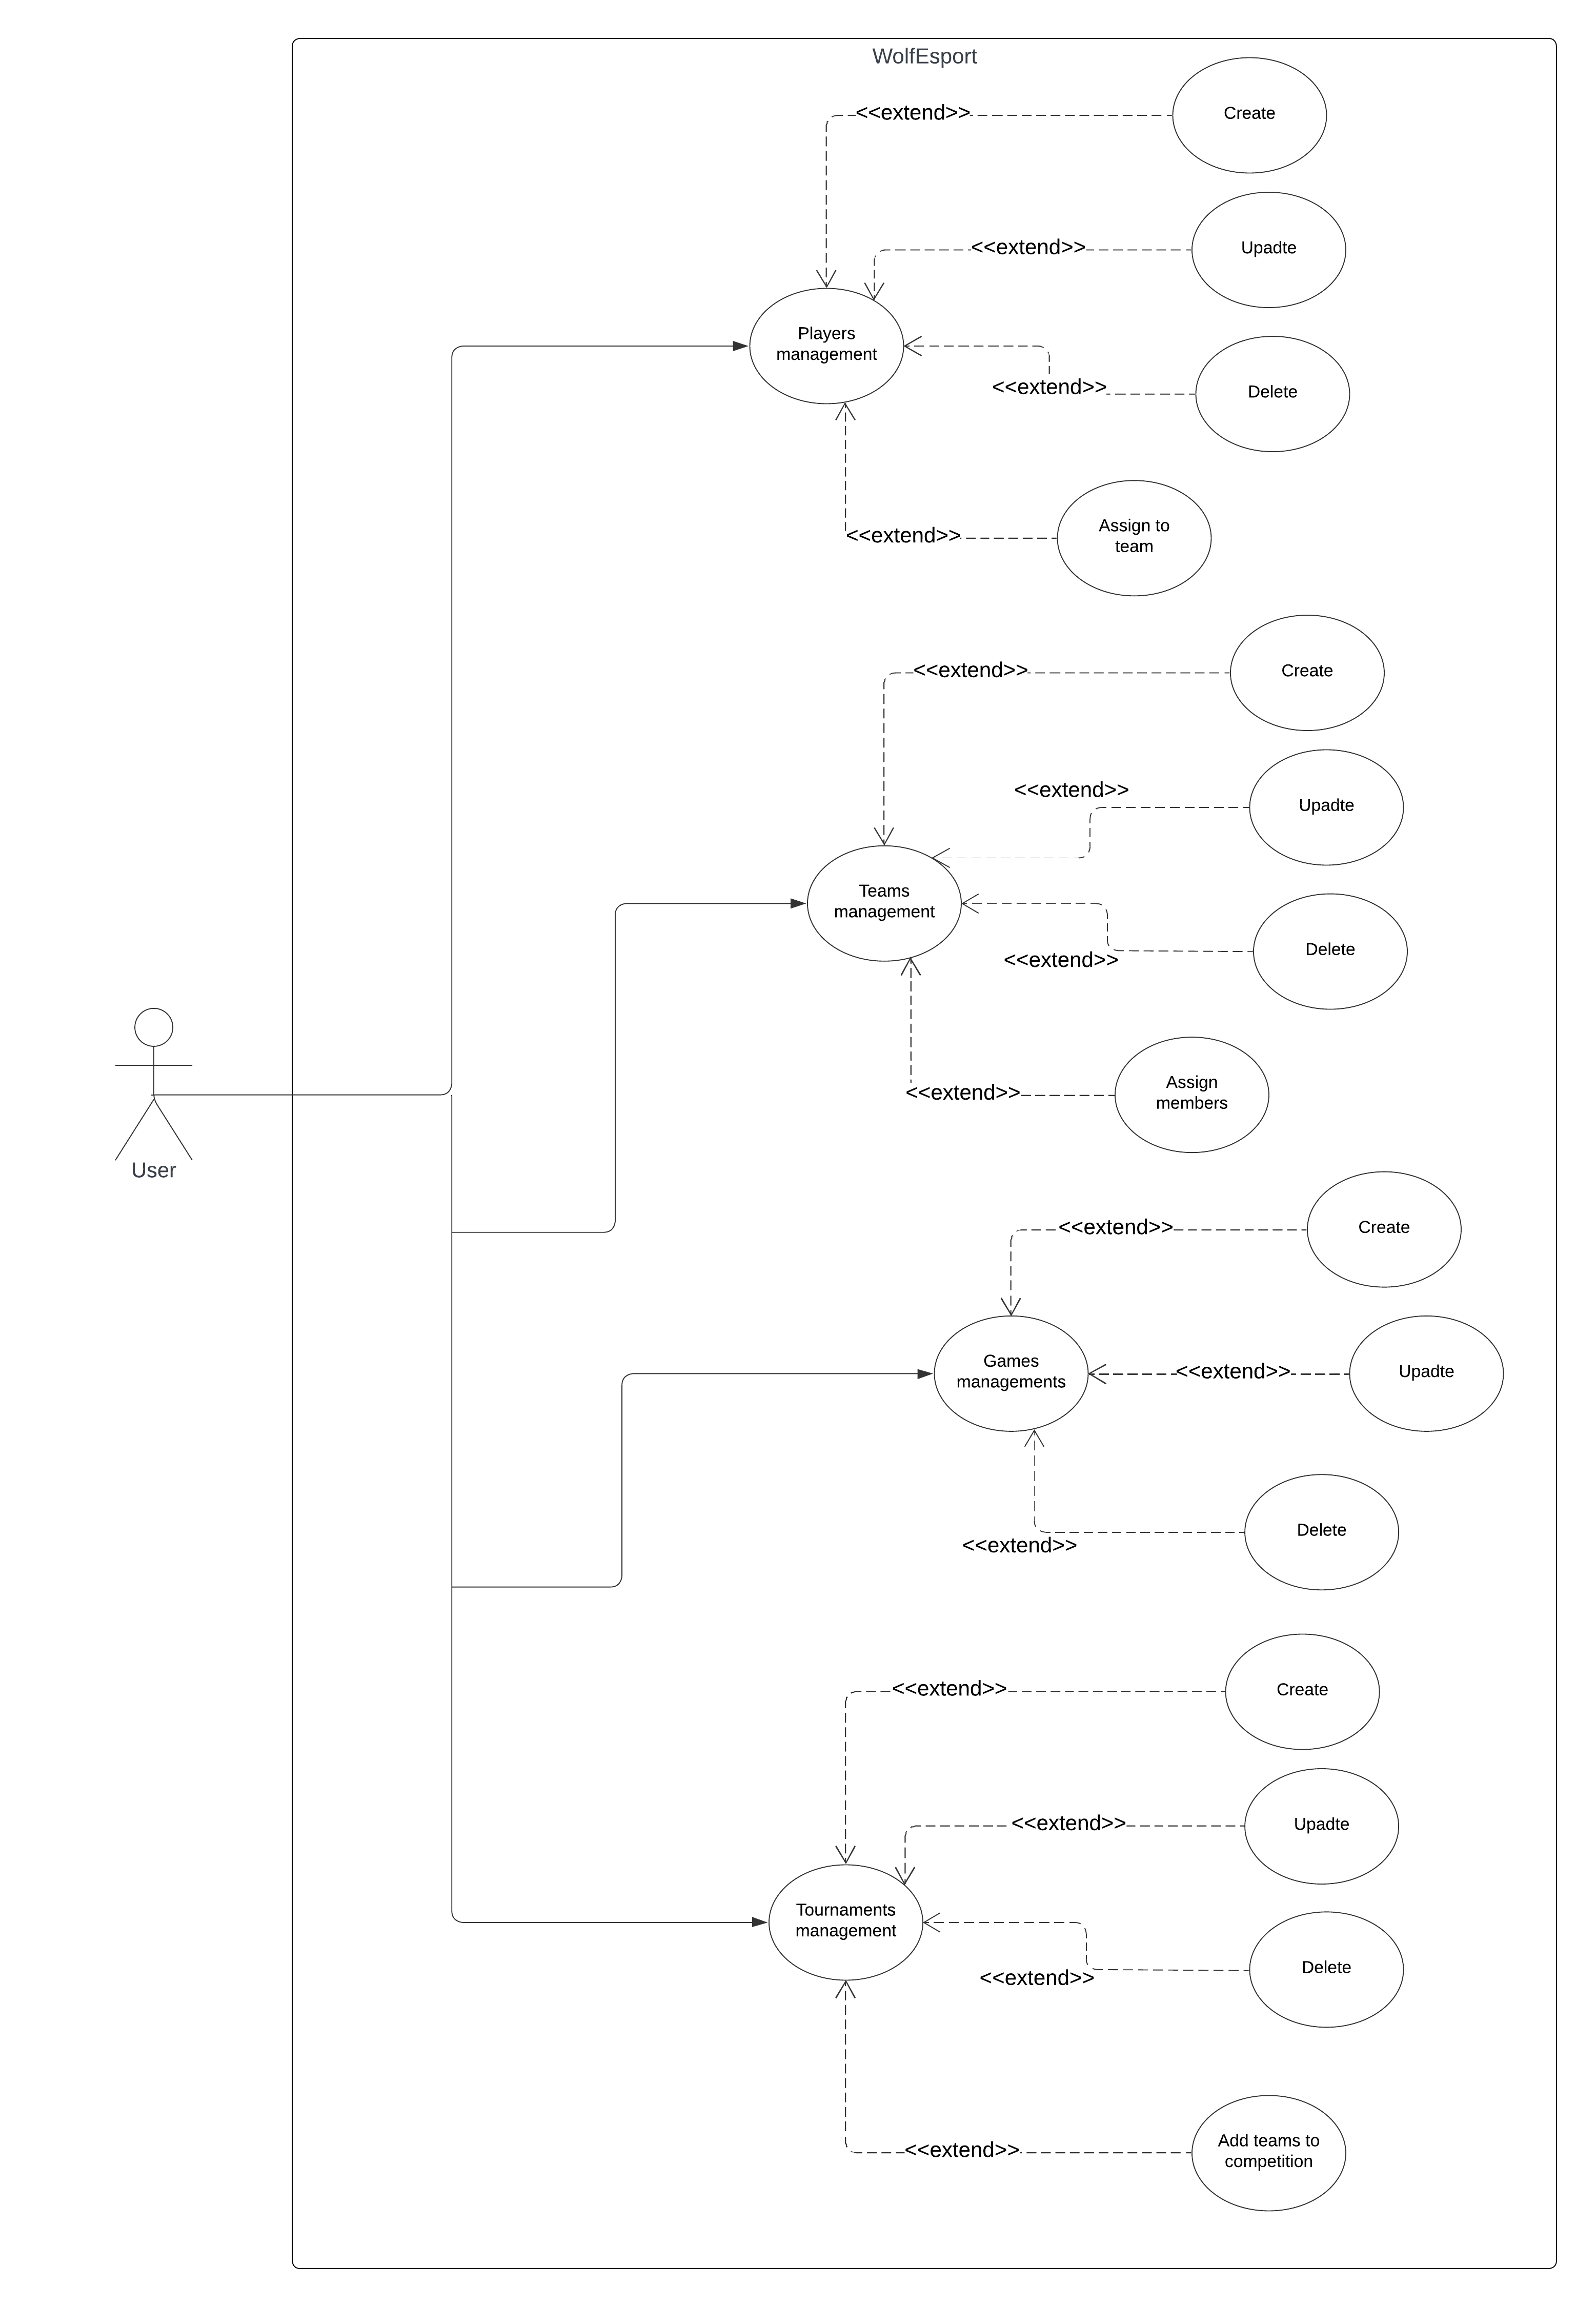 WolfEsport
<<extend>>
Create
<<extend>>
Upadte
Players
management
<<extend>>
Delete
<<extend>>
Assign to
team
<<extend>>
Create
<<extend>>
Upadte
Teams
management
<<extend>>
Delete
<<extend>>
Assign
members
User
<<extend>>
Create
Games
managements
<<extend>>
Upadte
<<extend>>
Delete
<<extend>>
Create
<<extend>>
Upadte
Tournaments
management
<<extend>>
Delete
<<extend>>
Add teams to
competition